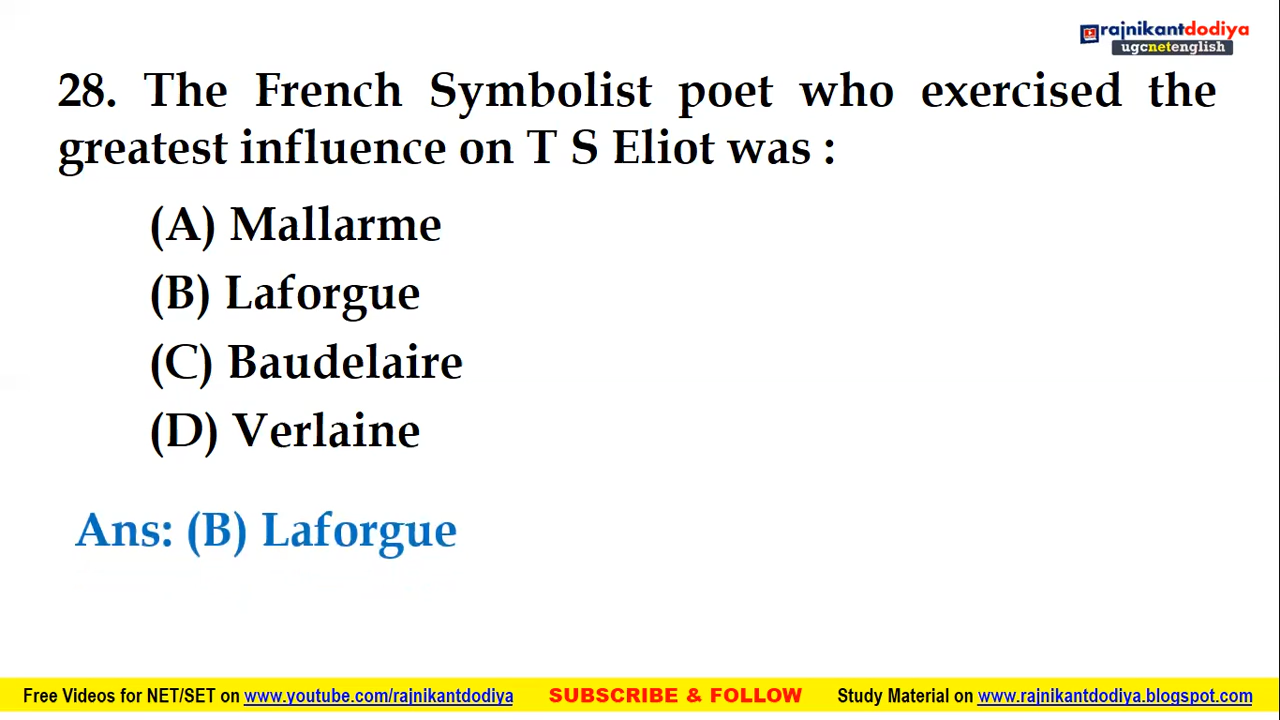 rajnikantdodiya
ugcnetenglish
28. The French Symbolist poet who exercised the
greatest influence on T S Eliot was :
(A) Mallarme
(B) Laforgue
(C) Baudelaire
(D) Verlaine
Ans: (B) Laforgue
Free Videos for NET/SET on www.youtube.com/rajnikantdodiya SUBSCRIBE & FOLLOW Study Material on www.rajnikantdodiya.blogspot.com